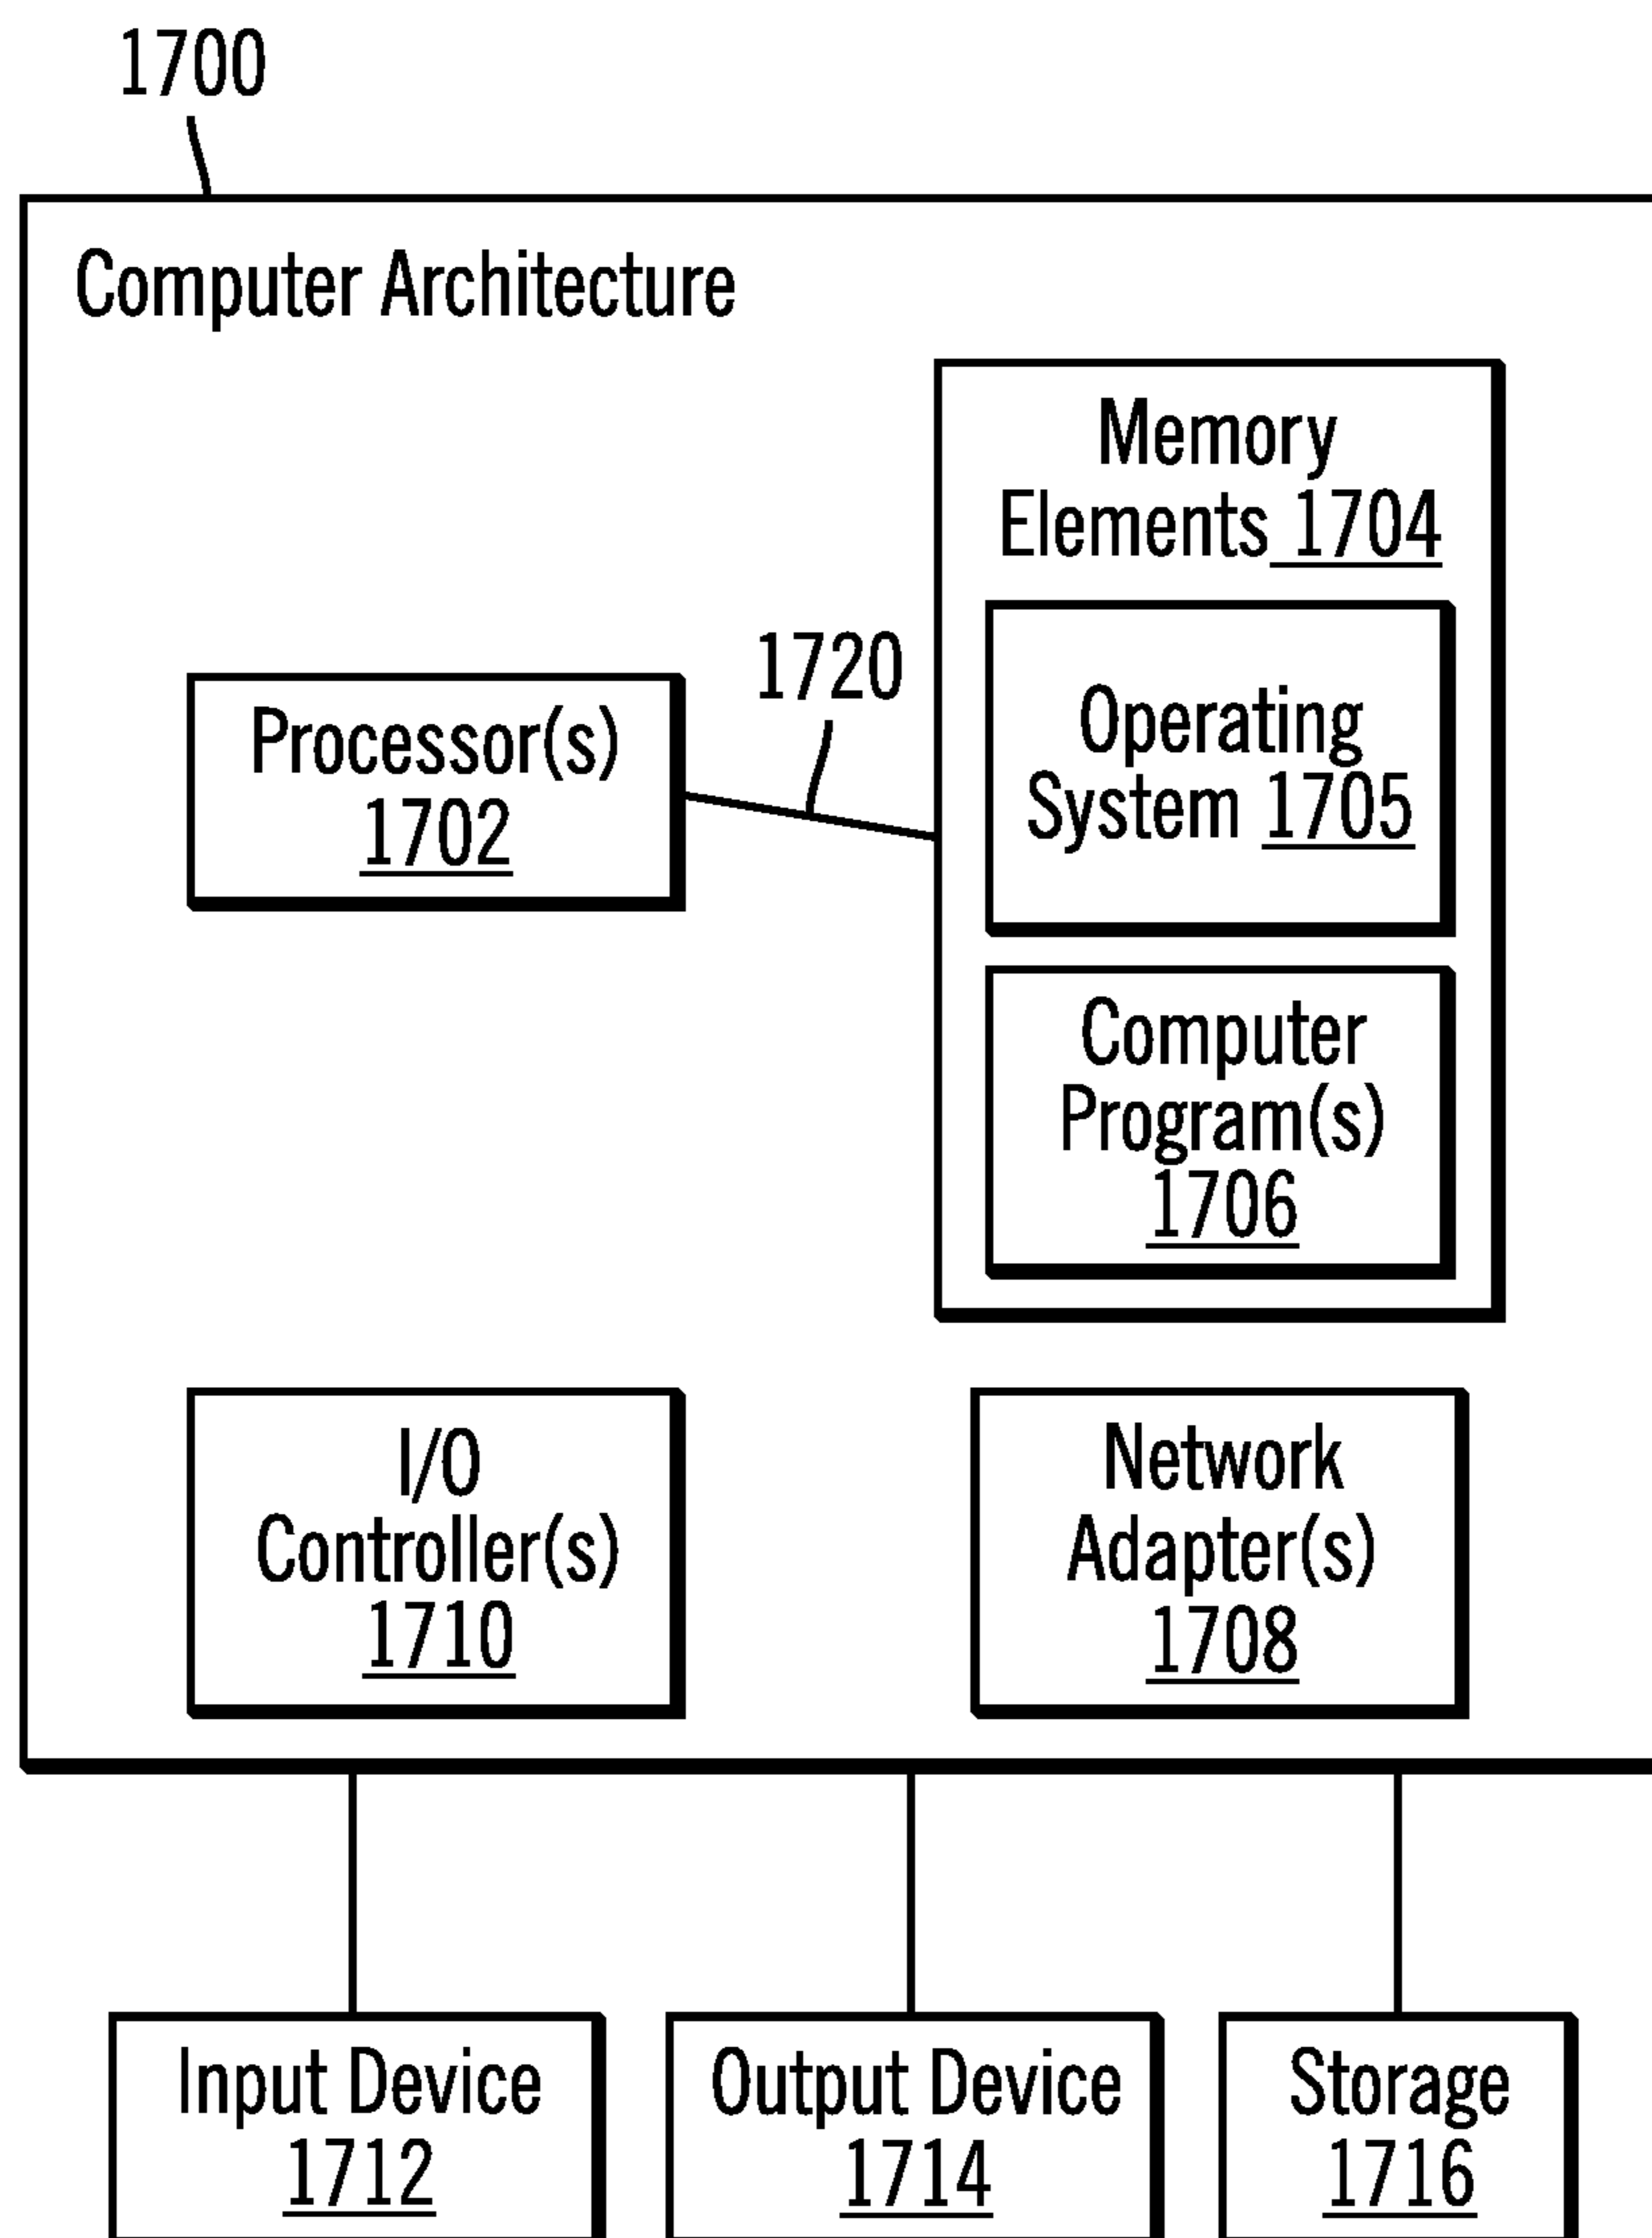 1700
Computer Architecture
Memory
Elements 1704
1720
Operating
System 1705
Processor(s)
1702
Computer
Program(s)
1706
I/O
Controller(s)
1710
Network
Adapter(s)
1708
Input Device
1712
Output Device
1714
Storage
1716